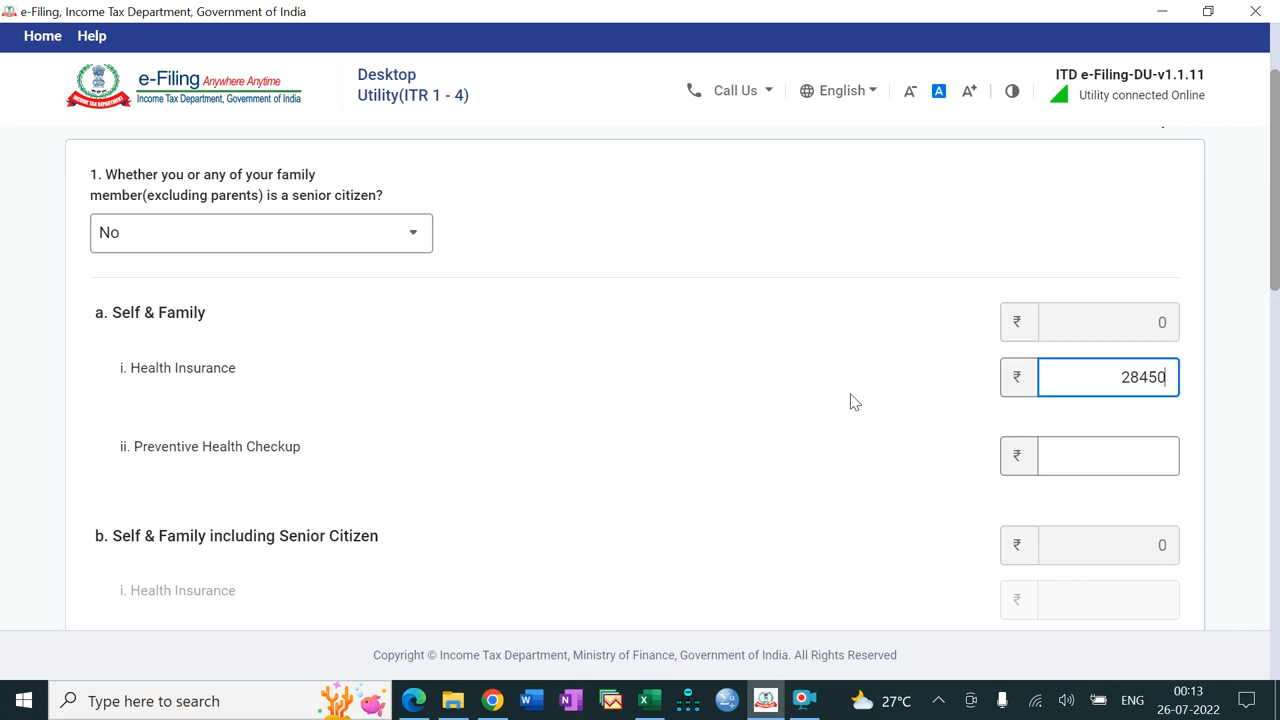 e-Filing, Income Tax Department, Government of India
Home Help
e-Filing Anywhere Anytime
Income Tax Department, Government of India
Desktop
Utility(ITR 1 - 4)
Call Us
English
A-
A
A+
ITD e-Filing-DU-v1.1.11
Utility connected Online
1. Whether you or any of your family
member(excluding parents) is a senior citizen?
No
a. Self & Family
₹ 0
i. Health Insurance
₹ 28450
ii. Preventive Health Checkup
₹
b. Self & Family including Senior Citizen
₹ 0
i. Health Insurance
₹
Copyright © Income Tax Department, Ministry of Finance, Government of India. All Rights Reserved
Type here to search
27°C
ENG
00:13
26-07-2022